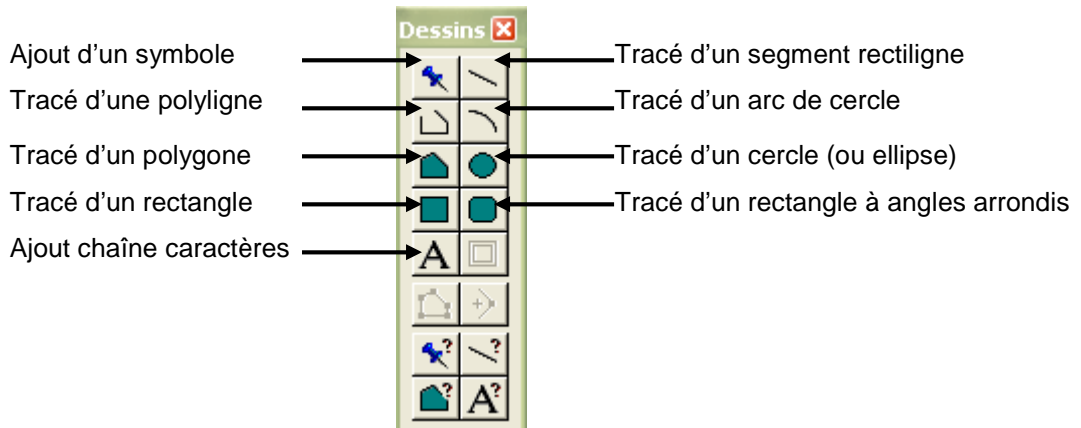 Dessins
Ajout d’un symbole
Tracé d’un segment rectiligne
Tracé d’une polyligne
Tracé d’un arc de cercle
Tracé d’un polygone
Tracé d’un cercle (ou ellipse)
Tracé d’un rectangle
Tracé d’un rectangle à angles arrondis
Ajout chaîne caractères
A
?
?
?
A?